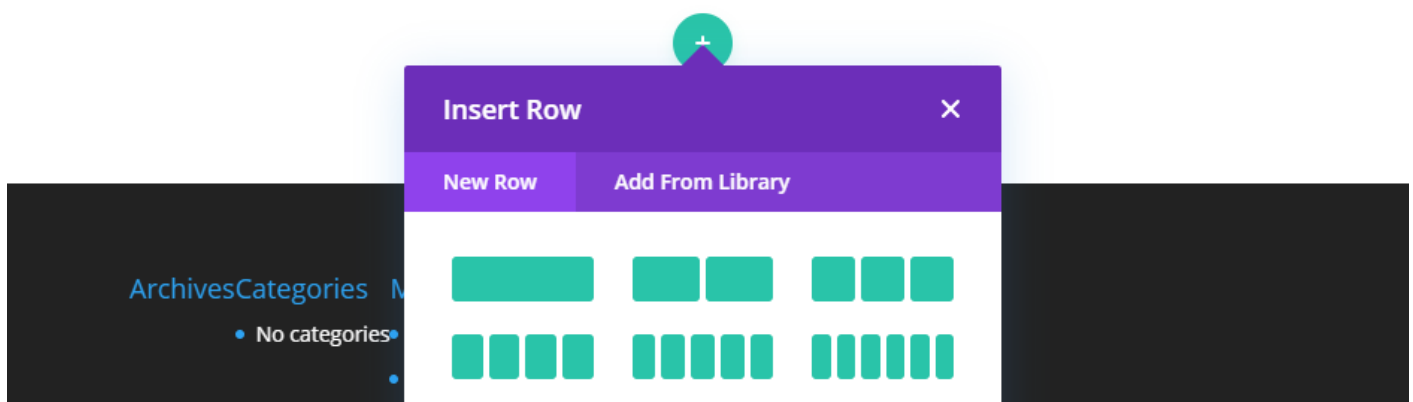 +
Insert Row
New Row Add From Library
ArchivesCategories M
No categories